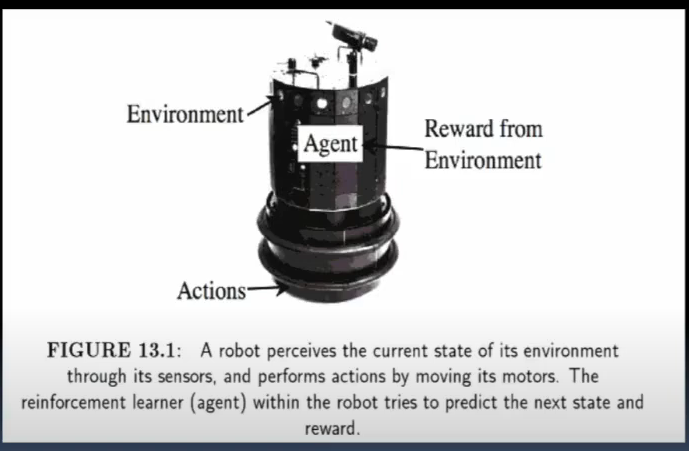 Environment
Agent
Reward from
Environment
Actions
FIGURE 13.1: A robot perceives the current state of its environment
through its sensors, and performs actions by moving its motors. The
reinforcement learner (agent) within the robot tries to predict the next state and
reward.